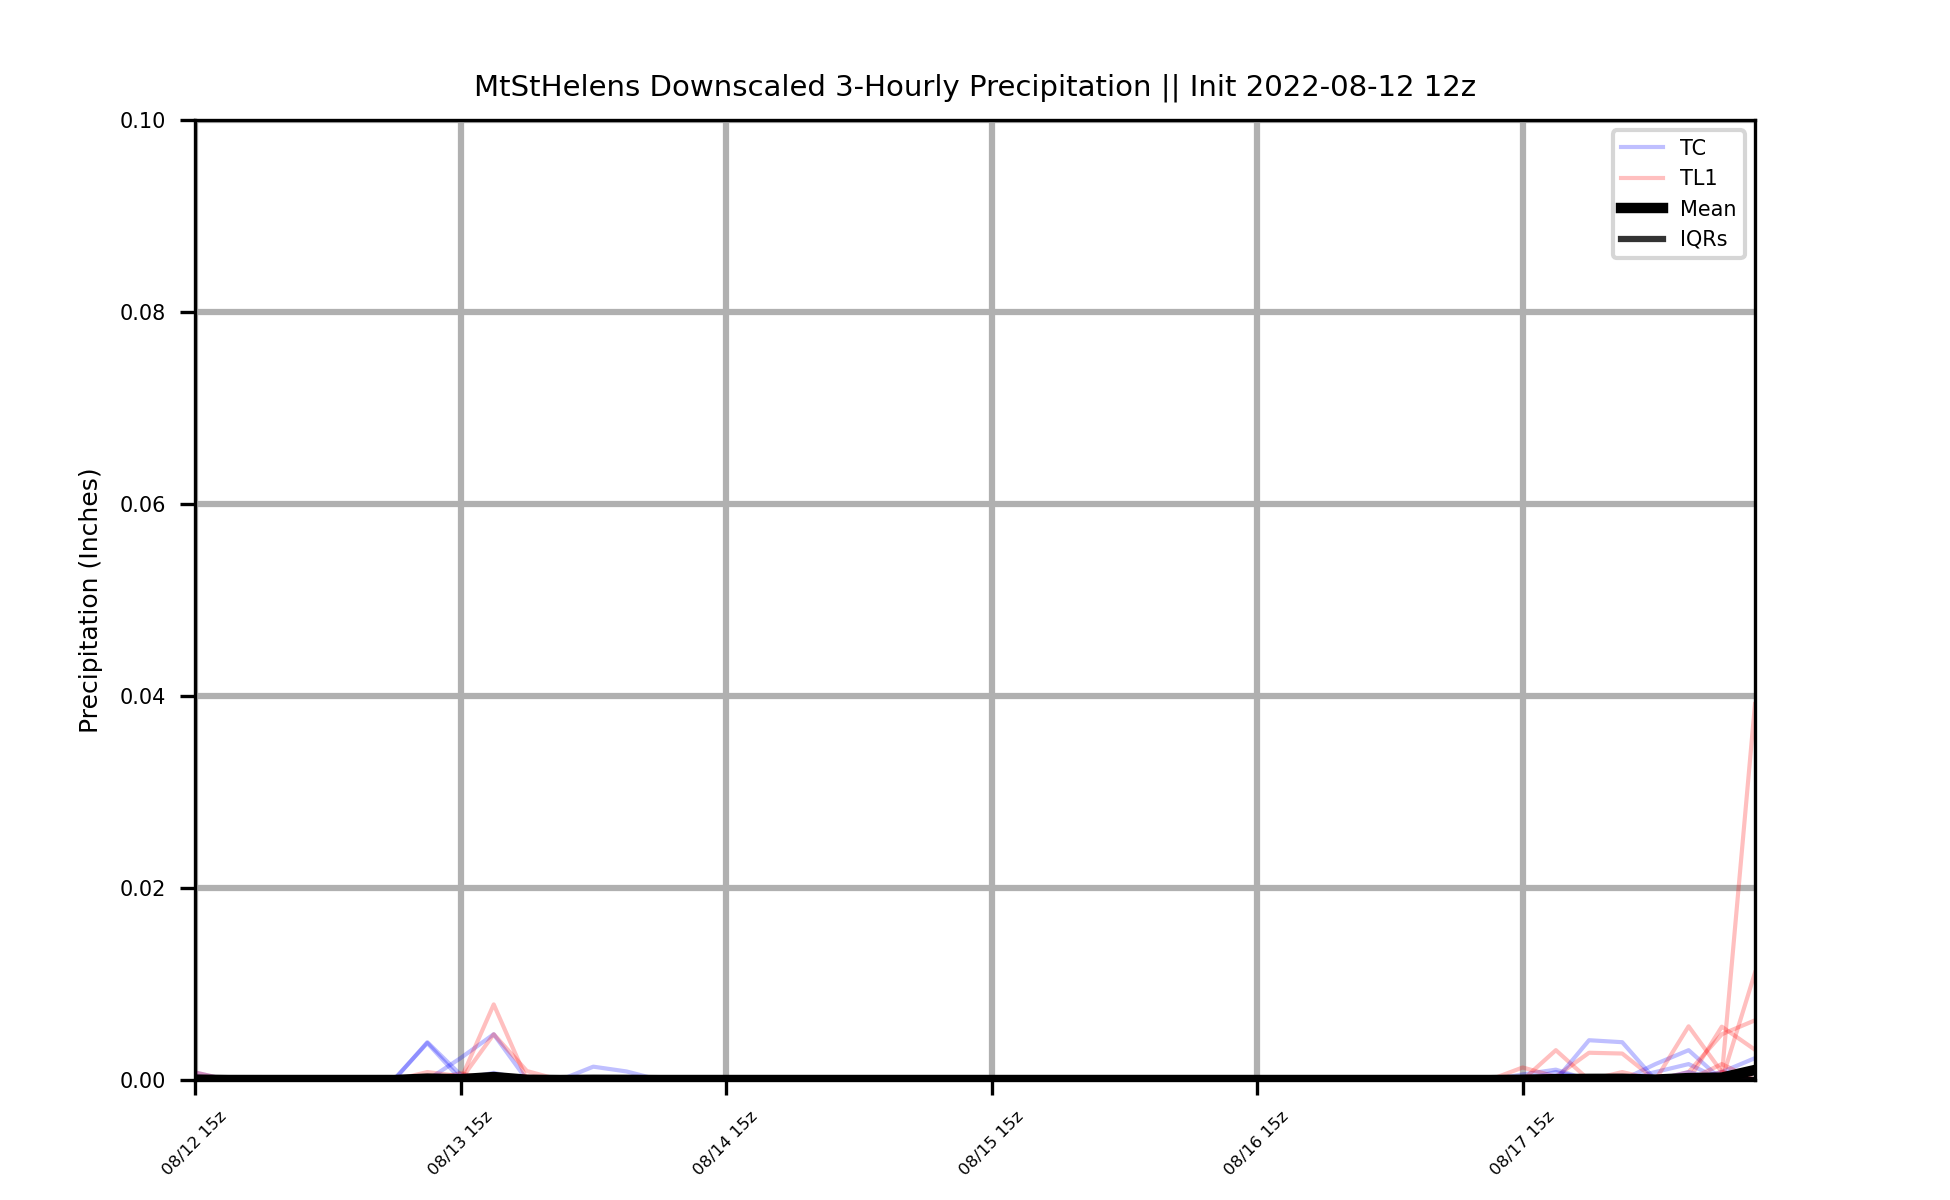 MtStHelens Downscaled 3-Hourly Precipitation || Init 2022-08-12 12z
0.10
0.08
0.06
0.04
0.02
0.00
Precipitation (Inches)
TC
TL1
Mean
IQRs
08/12 15z
08/13 15z
08/14 15z
08/15 15z
08/16 15z
08/17 15z